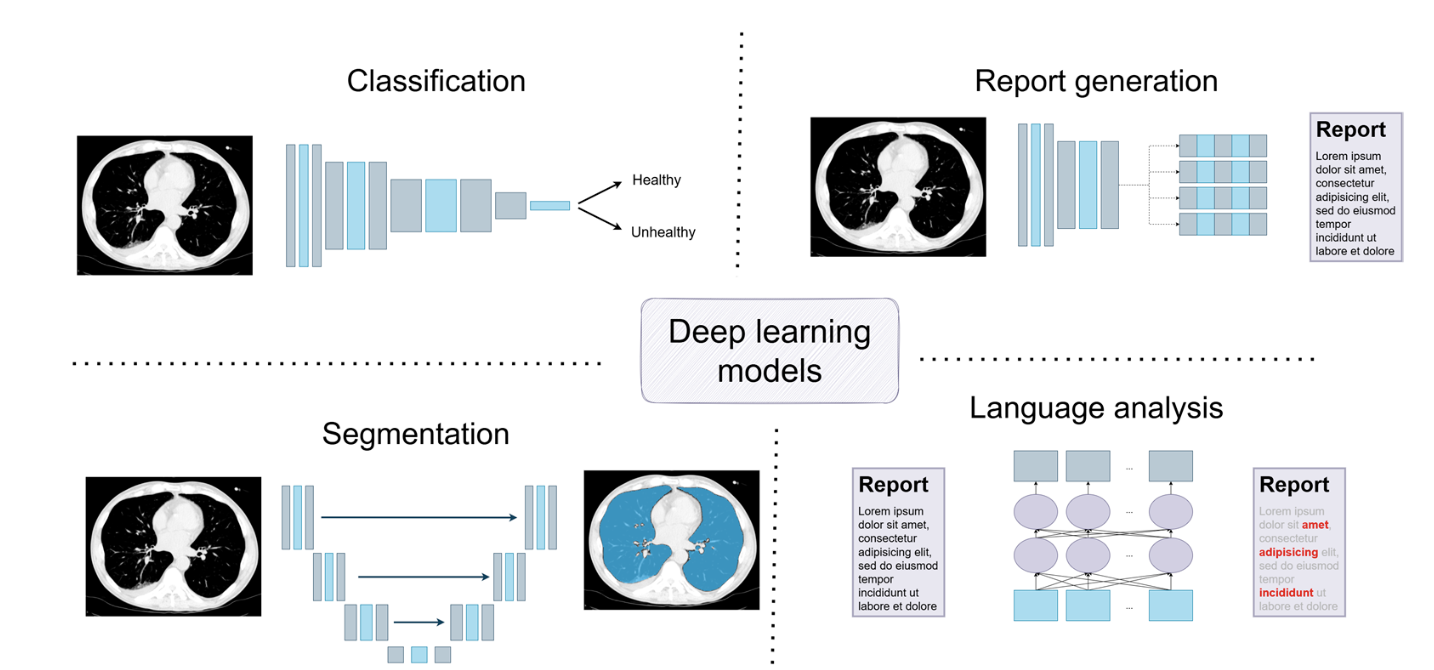 Classification
Healthy
Unhealthy
Report generation
Report
Lorem ipsum
dolor sit amet,
consectetur
adipisicing elit,
sed do eiusmod
tempor
incididunt ut
labore et dolore
Deep learning
models
Segmentation
Language analysis
Report
Lorem ipsum
dolor sit amet,
consectetur
adipisicing elit,
sed do eiusmod
tempor
incididunt ut
labore et dolore
...
...
...
...
Report
Lorem ipsum
dolor sit amet,
consectetur
adipisicing elit,
sed do eiusmod
tempor
incididunt ut
labore et dolore